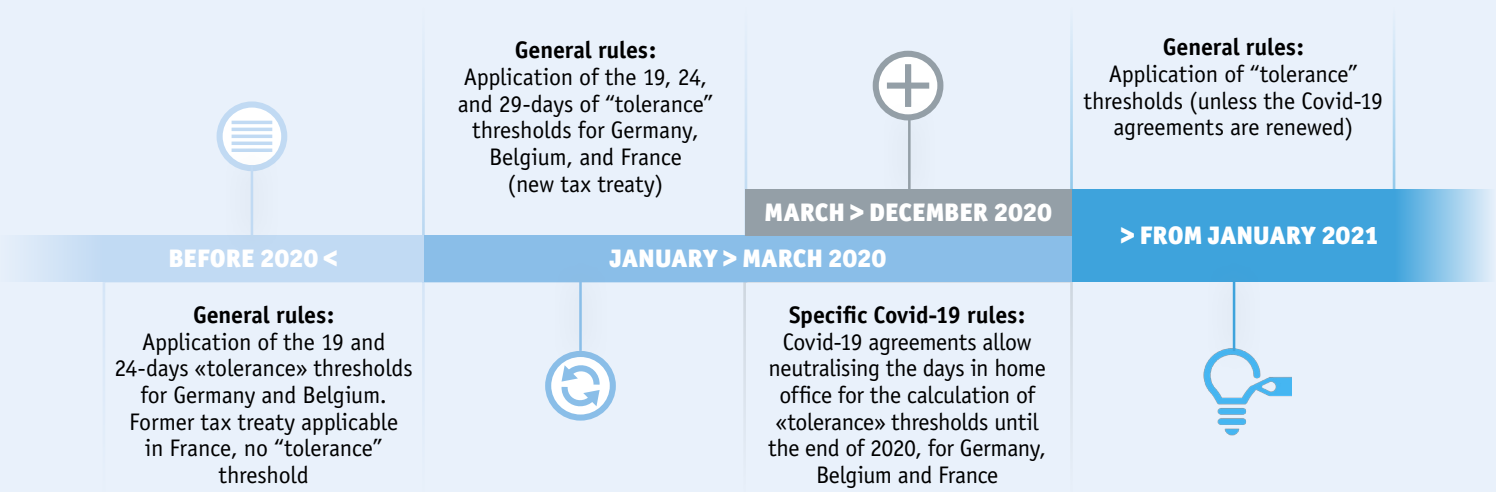 BEFORE 2020 <
General rules:
Application of the 19 and
24-days «tolerance» thresholds
for Germany and Belgium.
Former tax treaty applicable
in France, no “tolerance”
threshold
General rules:
Application of the 19, 24,
and 29-days of “tolerance”
thresholds for Germany,
Belgium, and France
(new tax treaty)
JANUARY > MARCH 2020
MARCH > DECEMBER 2020
Specific Covid-19 rules:
Covid-19 agreements allow
neutralising the days in home
office for the calculation of
«tolerance» thresholds until
the end of 2020, for Germany,
Belgium and France
General rules:
Application of “tolerance”
thresholds (unless the Covid-19
agreements are renewed)
> FROM JANUARY 2021